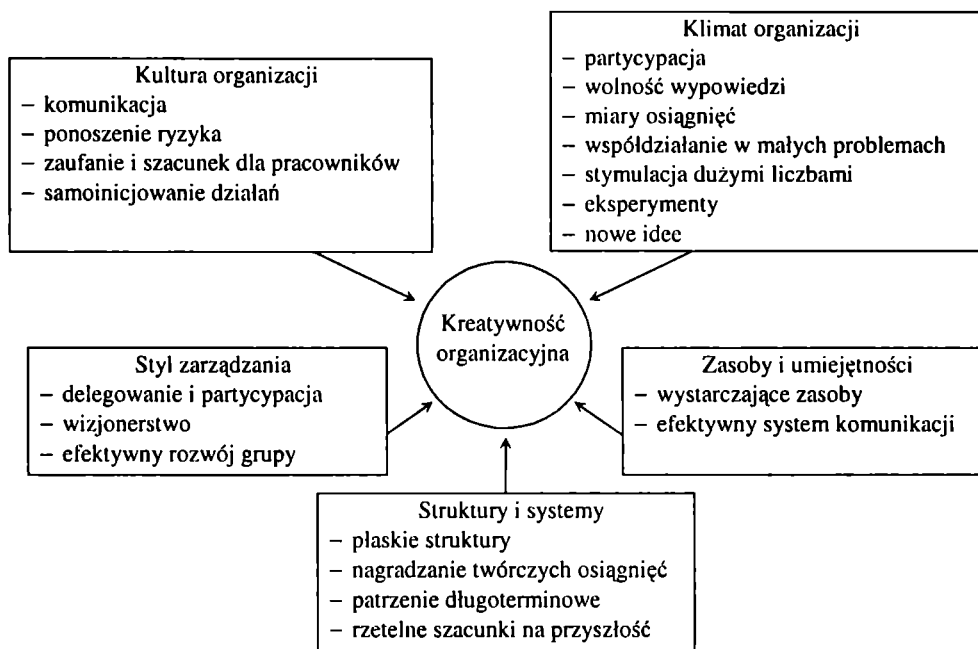 Kultura organizacji
– komunikacja
– ponoszenie ryzyka
– zaufanie i szacunek dla pracowników
– samoinicjowanie działań
Klimat organizacji
– partycypacja
– wolność wypowiedzi
– miary osiągnięć
– współdziałanie w małych problemach
– stymulacja dużymi liczbami
– eksperymenty
– nowe idee
Kreatywność
organizacyjna
Styl zarządzania
– delegowanie i partycypacja
– wizjonerstwo
– efektywny rozwój grupy
Zasoby i umiejętności
– wystarczające zasoby
– efektywny system komunikacji
Struktury i systemy
– płaskie struktury
– nagradzanie twórczych osiągnięć
– patrzenie długoterminowe
– rzetelne szacunki na przyszłość